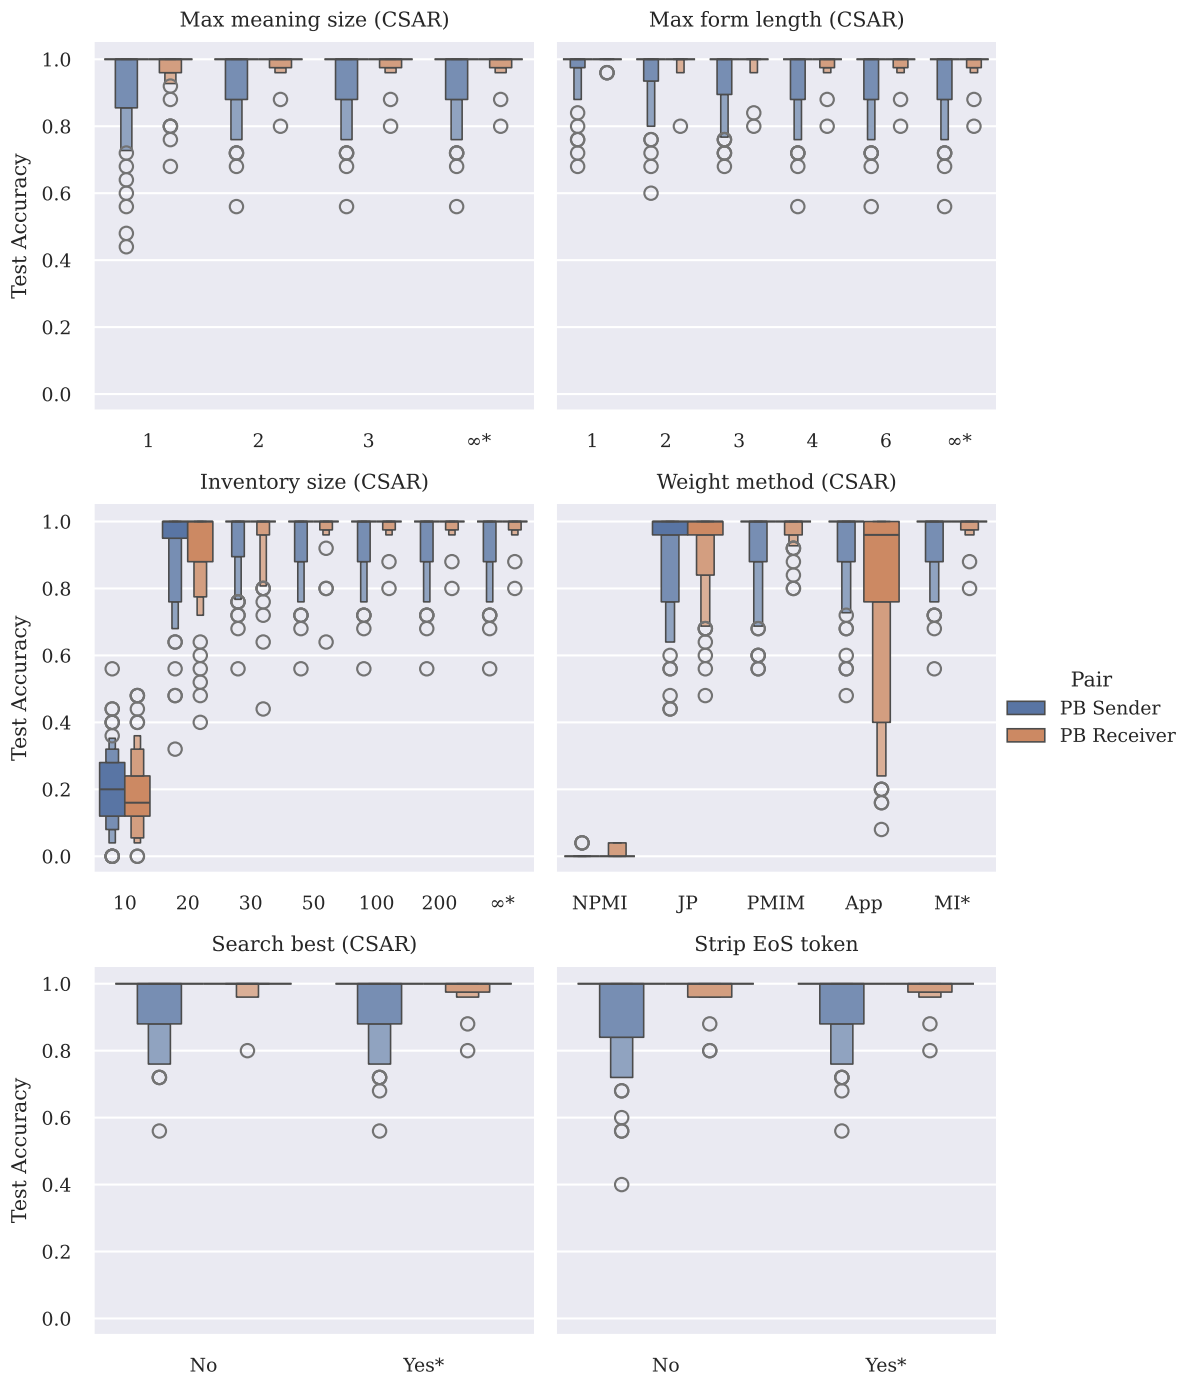 Max meaning size (CSAR)
Max form length (CSAR)
Test Accuracy
1.0
0.8
0.6
0.4
0.2
0.0
1 2 3 ∞*
1 2 3 4 6 ∞*
Inventory size (CSAR)
Weight method (CSAR)
Test Accuracy
1.0
0.8
0.6
0.4
0.2
0.0
10 20 30 50 100 200 ∞*
NPMI JP PMIM App MI*
Pair
PB Sender
PB Receiver
Search best (CSAR)
Strip EoS token
Test Accuracy
1.0
0.8
0.6
0.4
0.2
0.0
No Yes*
No Yes*